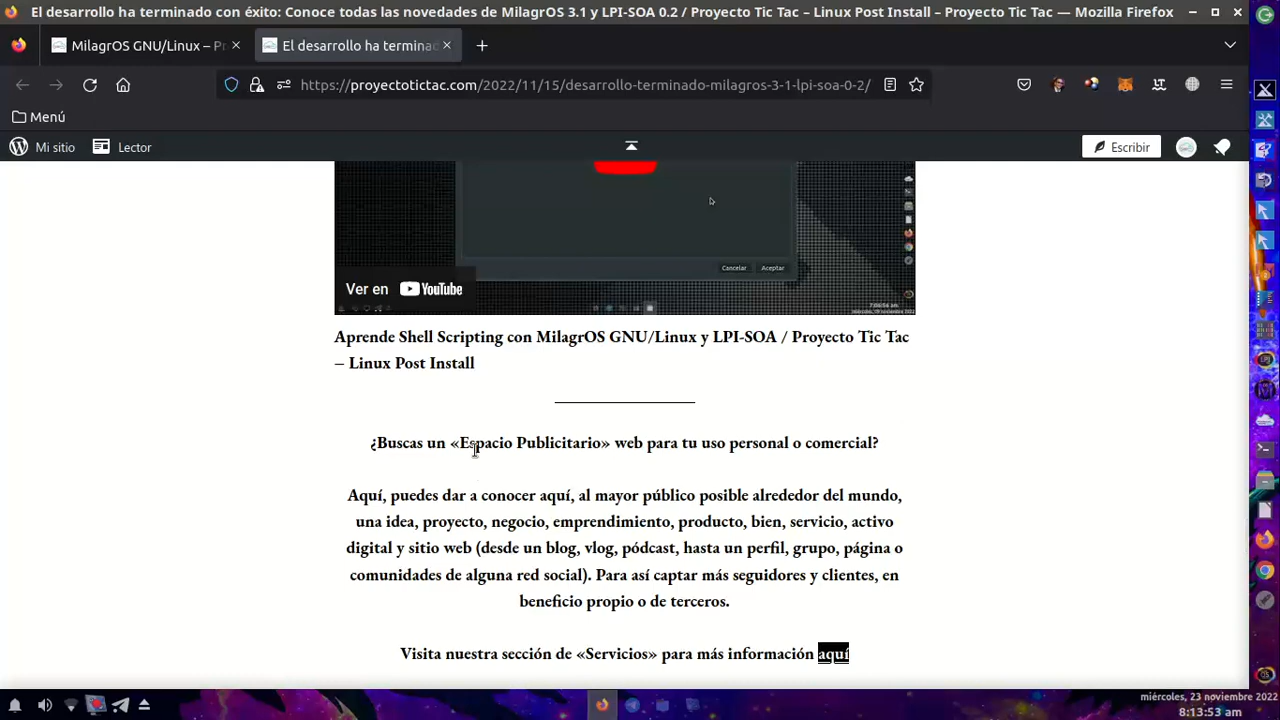 El desarrollo ha terminado con éxito: Conoce todas las novedades de MilagrOS 3.1 y LPI-SOA 0.2 / Proyecto Tic Tac – Linux Post Install – Proyecto Tic Tac — Mozilla Firefox
MilagrOS GNU/Linux – Pr
El desarrollo ha terminad
https://proyectotictac.com/2022/11/15/desarrollo-terminado-milagros-3-1-lpi-soa-0-2/
Menú
Mi sitio
Lector
Escribir
Cancelar
Aceptar
Ver en YouTube
Aprende Shell Scripting con MilagrOS GNU/Linux y LPI-SOA / Proyecto Tic Tac
– Linux Post Install
¿Buscas un «Espacio Publicitario» web para tu uso personal o comercial?
Aquí, puedes dar a conocer aquí, al mayor público posible alrededor del mundo,
una idea, proyecto, negocio, emprendimiento, producto, bien, servicio, activo
digital y sitio web (desde un blog, vlog, pódcast, hasta un perfil, grupo, página o
comunidades de alguna red social). Para así captar más seguidores y clientes, en
beneficio propio o de terceros.
Visita nuestra sección de «Servicios» para más información aquí
miércoles, 23 noviembre 2022
8:13:53 am